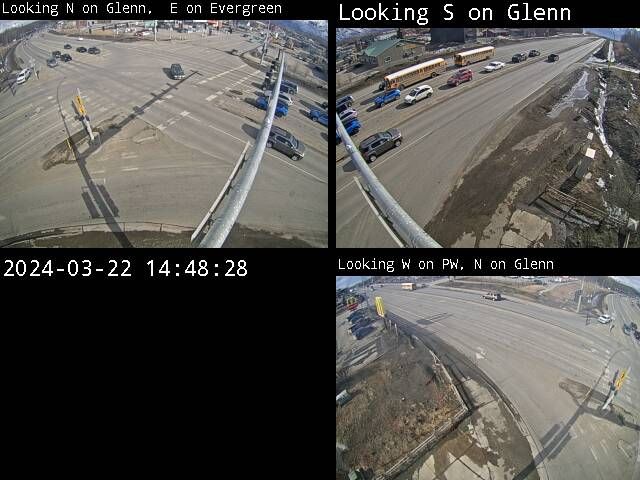 Looking N on Glenn,  E on Evergreen
Looking S on Glenn
2024-03-22 14:48:28
Looking W on PW, N on Glenn